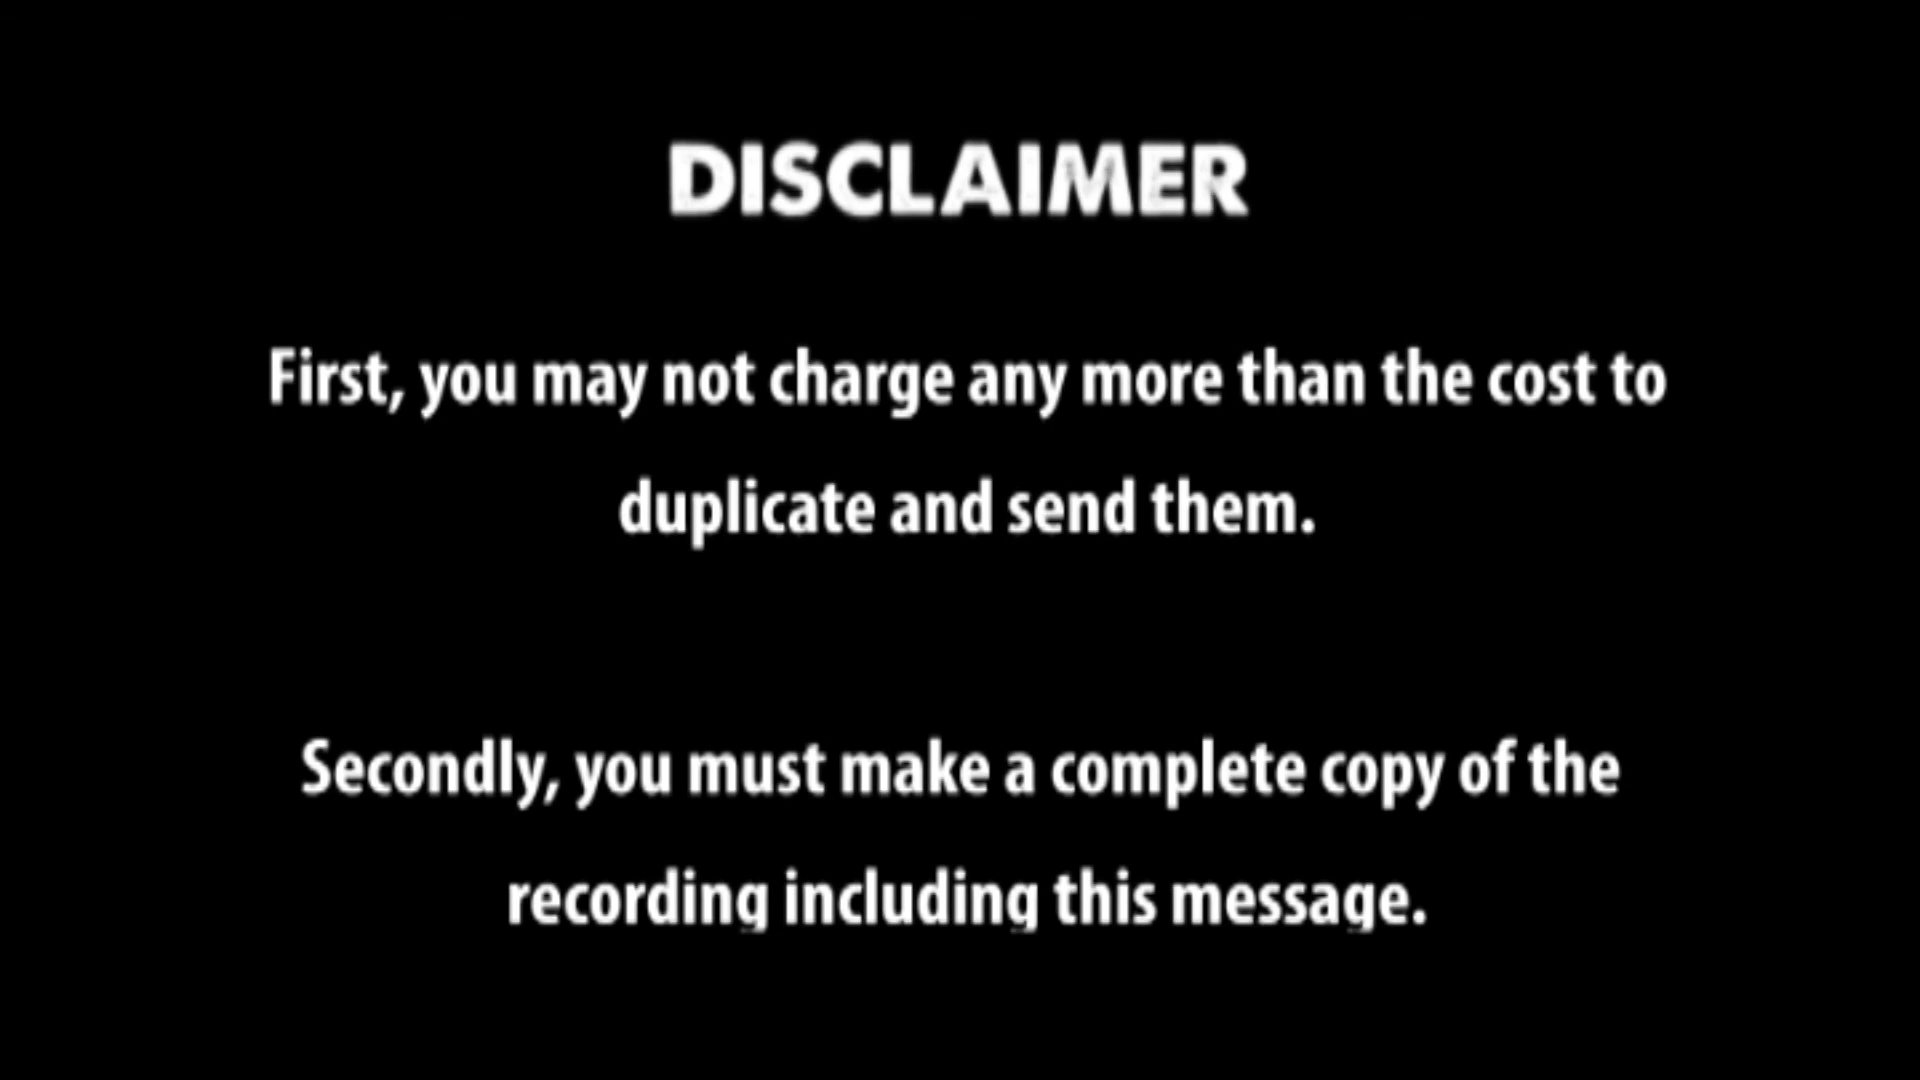 DISCLAIMER
First, you may not charge any more than the cost to
duplicate and send them.
Secondly, you must make a complete copy of the
recording including this message.